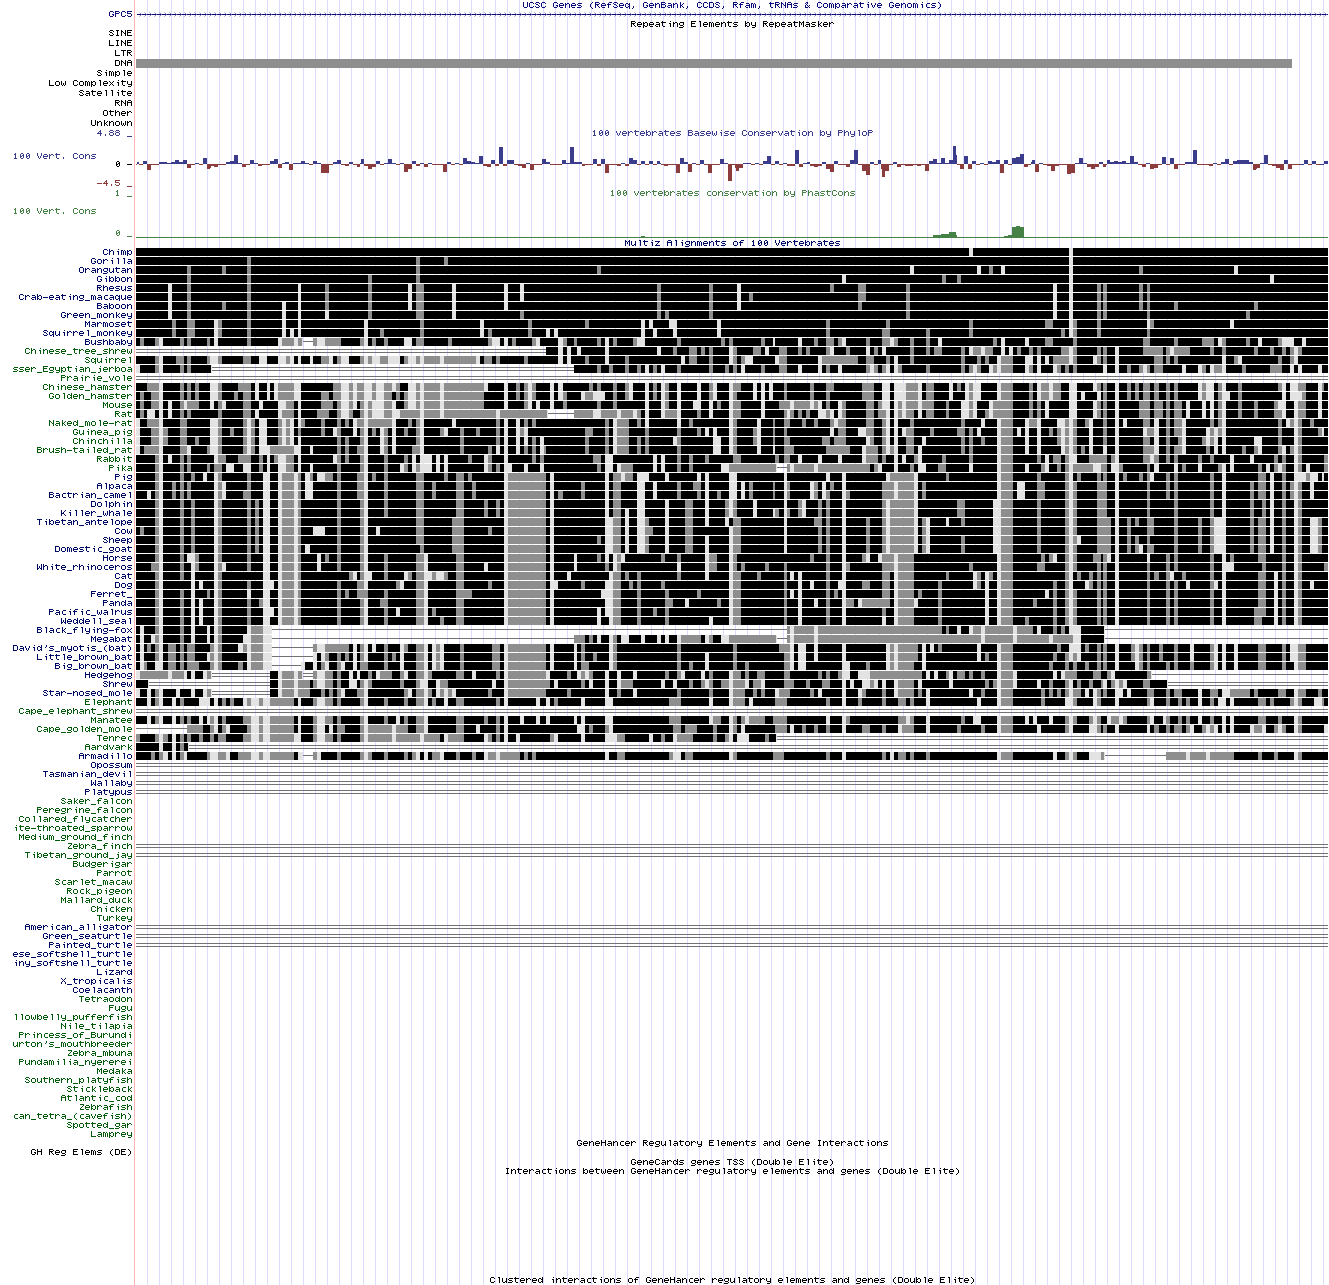 UCSC Genes (RefSeq, GenBank, CCDS, Rfam, tRNAs & Comparative Genomics)
GPC5
Repeating Elements by RepeatMasker
SINE
LINE
LTR
DNA
Simple
Low Complexity
Satellite
RNA
Other
Unknown
4.88 _
100 vertebrates Basewise Conservation by PhyloP
100 Vert. Cons
0 _
-4.5 _
1 _
100 vertebrates conservation by PhastCons
100 Vert. Cons
0 _
Multiz Alignments of 100 Vertebrates
Chimp
Gorilla
Orangutan
Gibbon
Rhesus
Crab-eating_macaque
Baboon
Green_monkey
Marmoset
Squirrel_monkey
Bushbaby
Chinese_tree_shrew
Squirrel
sser_Egyptian_jerboa
Prairie_vole
Chinese_hamster
Golden_hamster
Mouse
Rat
Naked_mole-rat
Guinea_pig
Chinchilla
Brush-tailed_rat
Rabbit
Pika
Pig
Alpaca
Bactrian_camel
Dolphin
Killer_whale
Tibetan_antelope
Cow
Sheep
Domestic_goat
Horse
White_rhinoceros
Cat
Dog
Ferret_
Panda
Pacific_walrus
Weddell_seal
Black_flying-fox
Megabat
David's_myotis_(bat)
Little_brown_bat
Big_brown_bat
Hedgehog
Shrew
Star-nosed_mole
Elephant
Cape_elephant_shrew
Manatee
Cape_golden_mole
Tenrec
Aardvark
Armadillo
Opossum
Tasmanian_devil
Wallaby
Platypus
Saker_falcon
Peregrine_falcon
Collared_flycatcher
ite-throated_sparrow
Medium_ground_finch
Zebra_finch
Tibetan_ground_jay
Budgerigar
Parrot
Scarlet_macaw
Rock_pigeon
Mallard_duck
Chicken
Turkey
American_alligator
Green_seaturtle
Painted_turtle
ese_softshell_turtle
iny_softshell_turtle
Lizard
X_tropicalis
Coelacanth
Tetraodon
Fugu
llowbelly_pufferfish
Nile_tilapia
Princess_of_Burundi
urton's_mouthbreeder
Zebra_mbuna
Pundamilia_nyererei
Medaka
Southern_platyfish
Stickleback
Atlantic_cod
Zebrafish
can_tetra_(cavefish)
Spotted_gar
Lamprey
GeneHancer Regulatory Elements and Gene Interactions
GH Reg Elems (DE)
GeneCards genes TSS (Double Elite)
Interactions between GeneHancer regulatory elements and genes (Double Elite)
Clustered interactions of GeneHancer regulatory elements and genes (Double Elite)